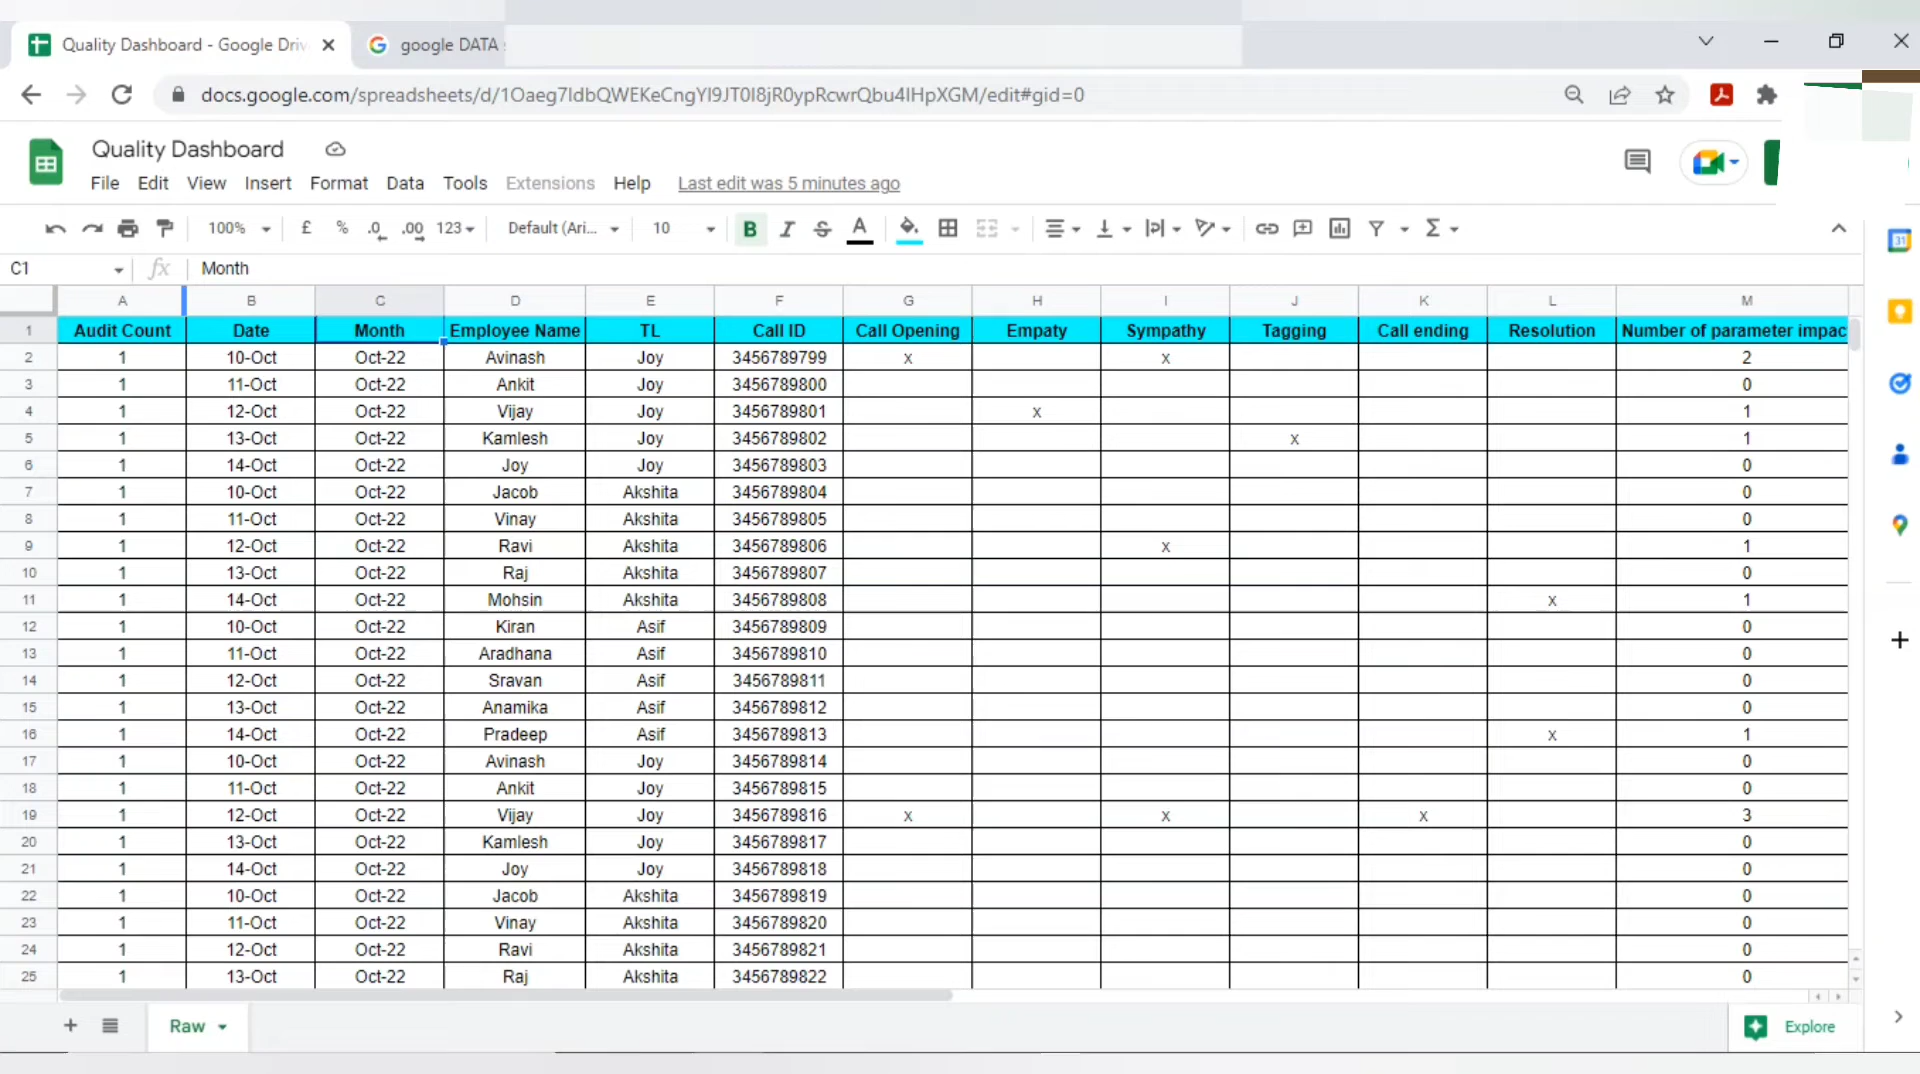 Quality Dashboard - Google Driv
google DATA
docs.google.com/spreadsheets/d/1Oaeg7IdbQWEKeCngYI9JT0I8jR0ypRcwrQbu4IHpXGM/edit#gid=0
Quality Dashboard
File Edit View Insert Format Data Tools Extensions Help Last edit was 5 minutes ago
100% £ % .0 .00 123 Default (Ari... 10 B I S A Σ
C1 fx Month
A B C D E F G H I J K L M
1 Audit Count Date Month Employee Name TL Call ID Call Opening Empaty Sympathy Tagging Call ending Resolution Number of parameter impac
2 1 10-Oct Oct-22 Avinash Joy 3456789799 x x 2
3 1 11-Oct Oct-22 Ankit Joy 3456789800 0
4 1 12-Oct Oct-22 Vijay Joy 3456789801 x 1
5 1 13-Oct Oct-22 Kamlesh Joy 3456789802 x 1
6 1 14-Oct Oct-22 Joy Joy 3456789803 0
7 1 10-Oct Oct-22 Jacob Akshita 3456789804 0
8 1 11-Oct Oct-22 Vinay Akshita 3456789805 0
9 1 12-Oct Oct-22 Ravi Akshita 3456789806 x 1
10 1 13-Oct Oct-22 Raj Akshita 3456789807 0
11 1 14-Oct Oct-22 Mohsin Akshita 3456789808 x 1
12 1 10-Oct Oct-22 Kiran Asif 3456789809 0
13 1 11-Oct Oct-22 Aradhana Asif 3456789810 0
14 1 12-Oct Oct-22 Sravan Asif 3456789811 0
15 1 13-Oct Oct-22 Anamika Asif 3456789812 0
16 1 14-Oct Oct-22 Pradeep Asif 3456789813 x 1
17 1 10-Oct Oct-22 Avinash Joy 3456789814 0
18 1 11-Oct Oct-22 Ankit Joy 3456789815 0
19 1 12-Oct Oct-22 Vijay Joy 3456789816 x x x 3
20 1 13-Oct Oct-22 Kamlesh Joy 3456789817 0
21 1 14-Oct Oct-22 Joy Joy 3456789818 0
22 1 10-Oct Oct-22 Jacob Akshita 3456789819 0
23 1 11-Oct Oct-22 Vinay Akshita 3456789820 0
24 1 12-Oct Oct-22 Ravi Akshita 3456789821 0
25 1 13-Oct Oct-22 Raj Akshita 3456789822 0
Raw Explore